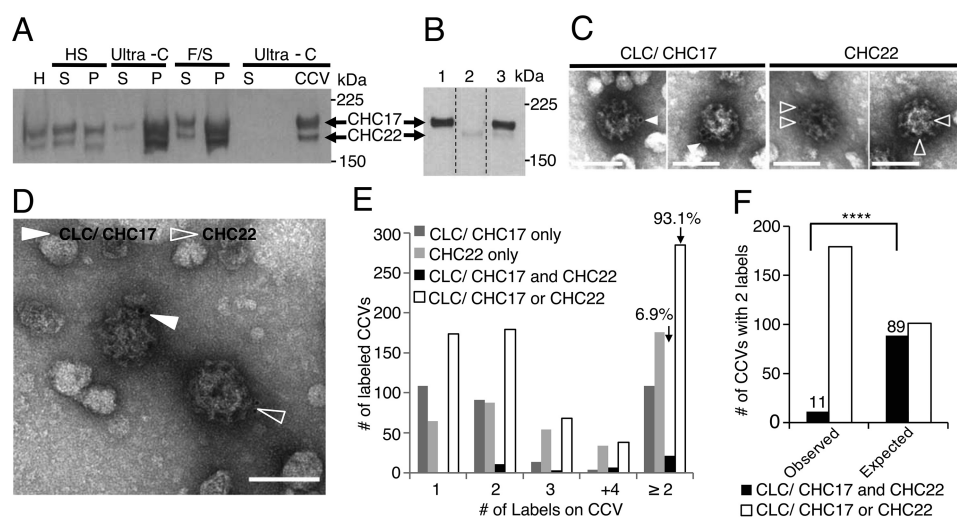 A
HS Ultra -C F/S Ultra - C
H S P S P S P S CCV kDa
-225
CHC17
CHC22
150
B
1 2 3 kDa
-225
-150
C
CLC/ CHC17 CHC22
D
CLC/ CHC17 CHC22
E
93.1%
CLC/ CHC17 only
CHC22 only
CLC/ CHC17 and CHC22
CLC/ CHC17 or CHC22
6.9%
# of labeled CCVs
300
250
200
150
100
50
0
1 2 3 +4 ≥ 2
# of Labels on CCV
F
****
# of CCVs with 2 labels
200
150
100
50
0
11
89
Observed Expected
CLC/ CHC17 and CHC22
CLC/ CHC17 or CHC22